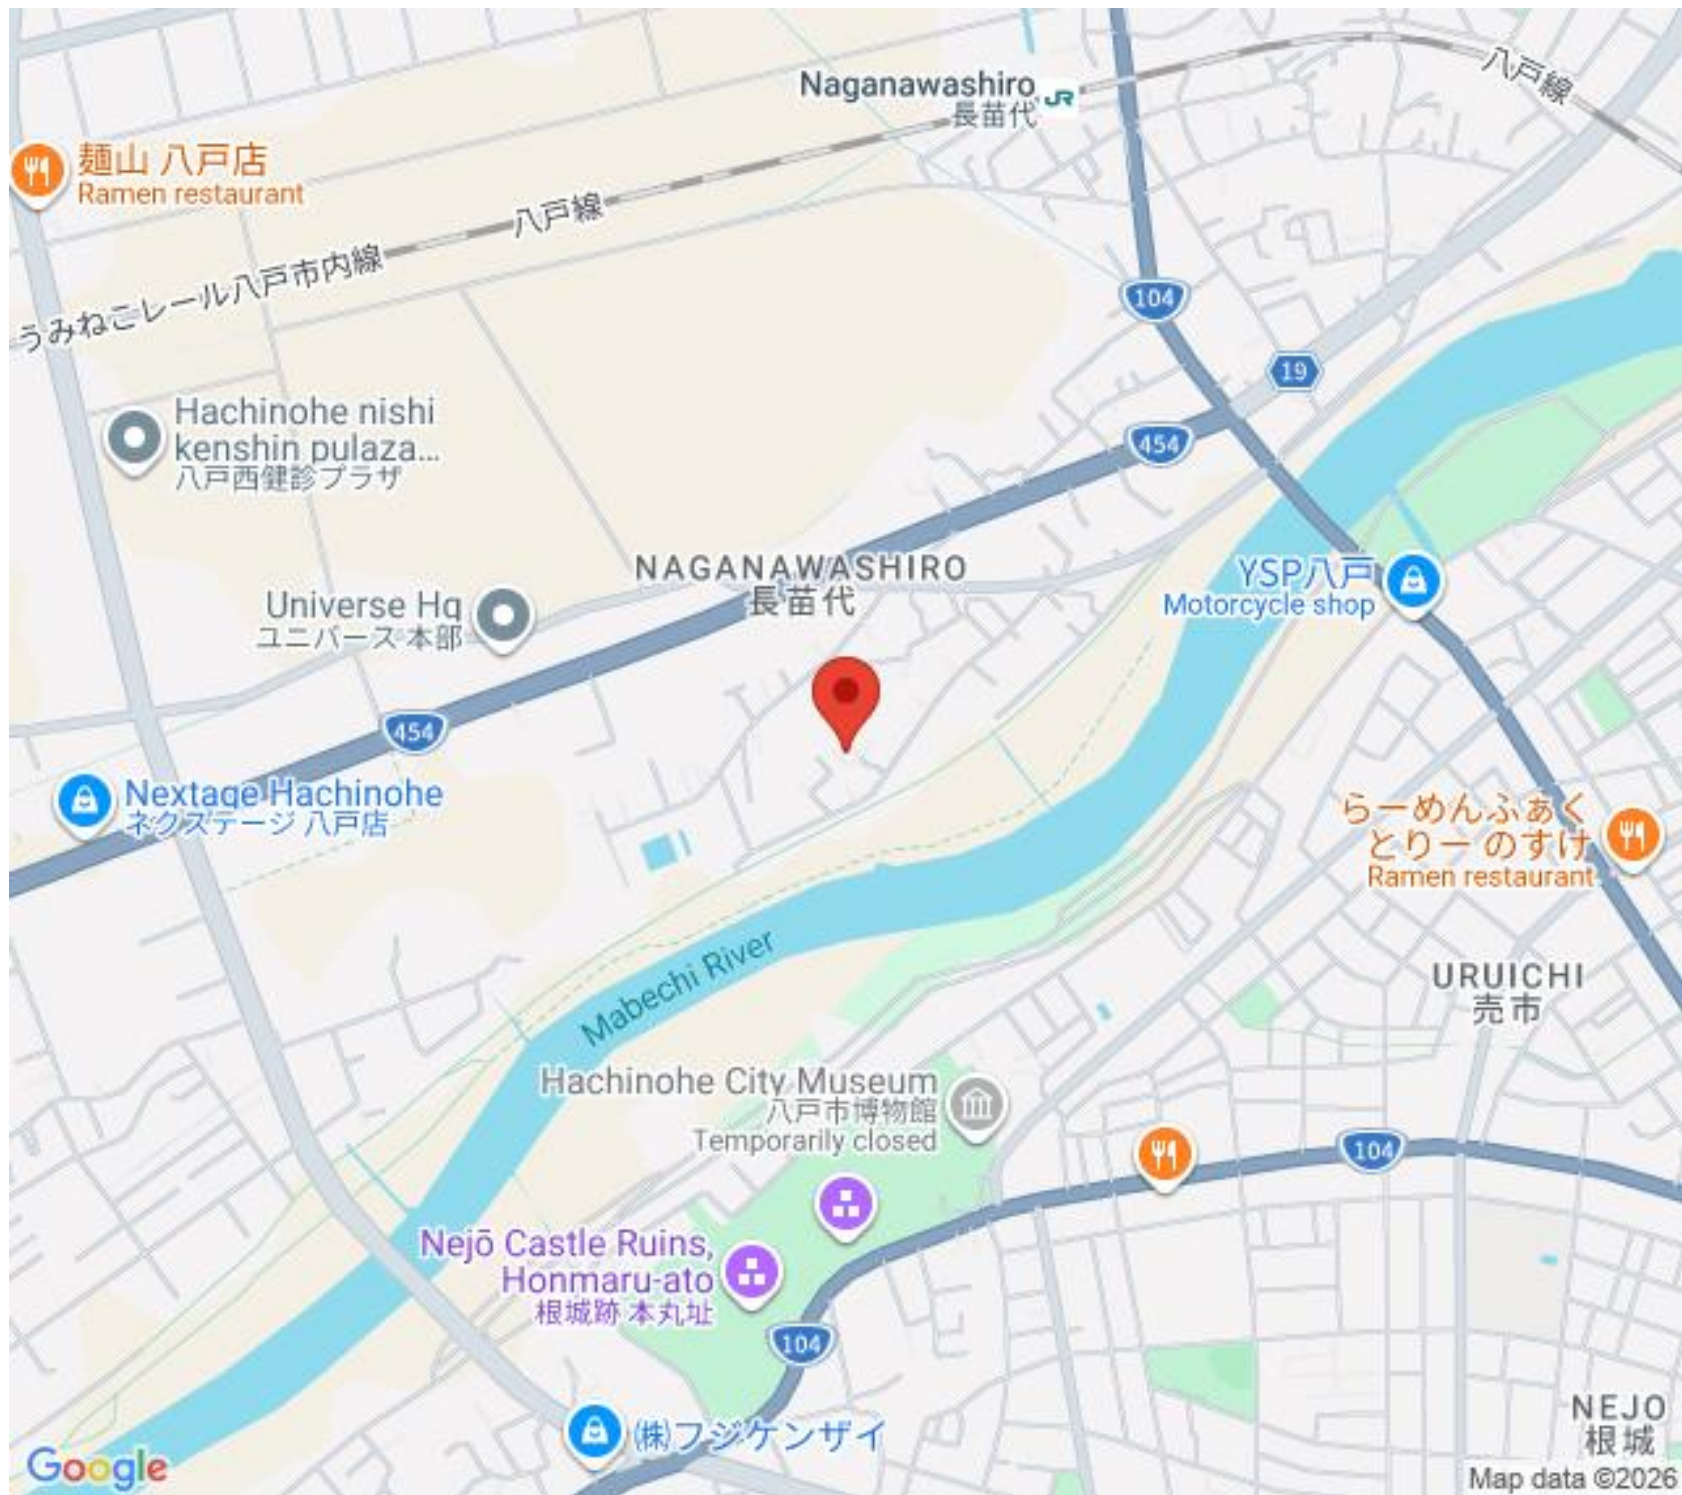 Naganawashiro
長苗代
JR
八戸線
麺山 八戸店
Ramen restaurant
八戸線
うみねこレール八戸市内線
104
19
Hachinohe nishi
kenshin pulaza...
八戸西健診プラザ
454
NAGANAWASHIRO
長苗代
YSP八戸
Motorcycle shop
Universe Hq
ユニバース 本部
454
Nextage Hachinohe
ネクステージ 八戸店
らーめんふぁく
とりー のすけ
Ramen restaurant
Mabechi River
URUICHI
売市
Hachinohe City Museum
八戸市博物館
Temporarily closed
104
Nejō Castle Ruins,
Honmaru-ato
根城跡 本丸址
104
NEJO
根城
㈱フジケンザイ
Google
Map data ©2026